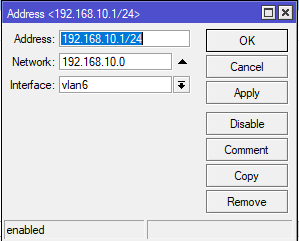 Address <192.168.10.1/24>
Address: 192.168.10.1/24
Network: 192.168.10.0
Interface: vlan6
OK
Cancel
Apply
Disable
Comment
Copy
Remove
enabled